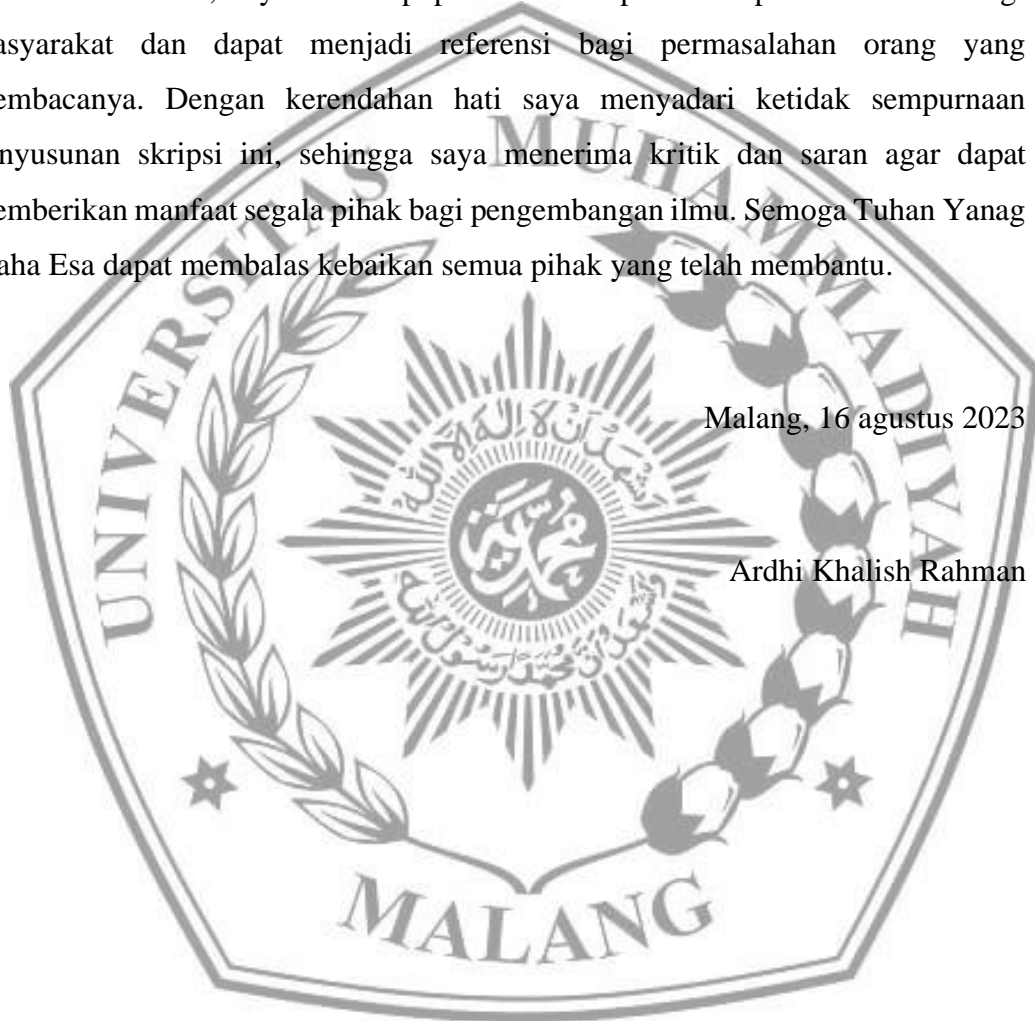 asyarakat dan dapat menjadi referensi bagi permasalahan orang yang
embacanya. Dengan kerendahan hati saya menyadari ketidak sempurnaan
nyusunan skripsi ini, sehingga saya menerima kritik dan saran agar dapat
emberikan manfaat segala pihak bagi pengembangan ilmu. Semoga Tuhan Yanag
aha Esa dapat membalas kebaikan semua pihak yang telah membantu.
Malang, 16 agustus 2023
Ardhi Khalish Rahman
UNIVERSITAS MUHAMMADIYAH
MALANG